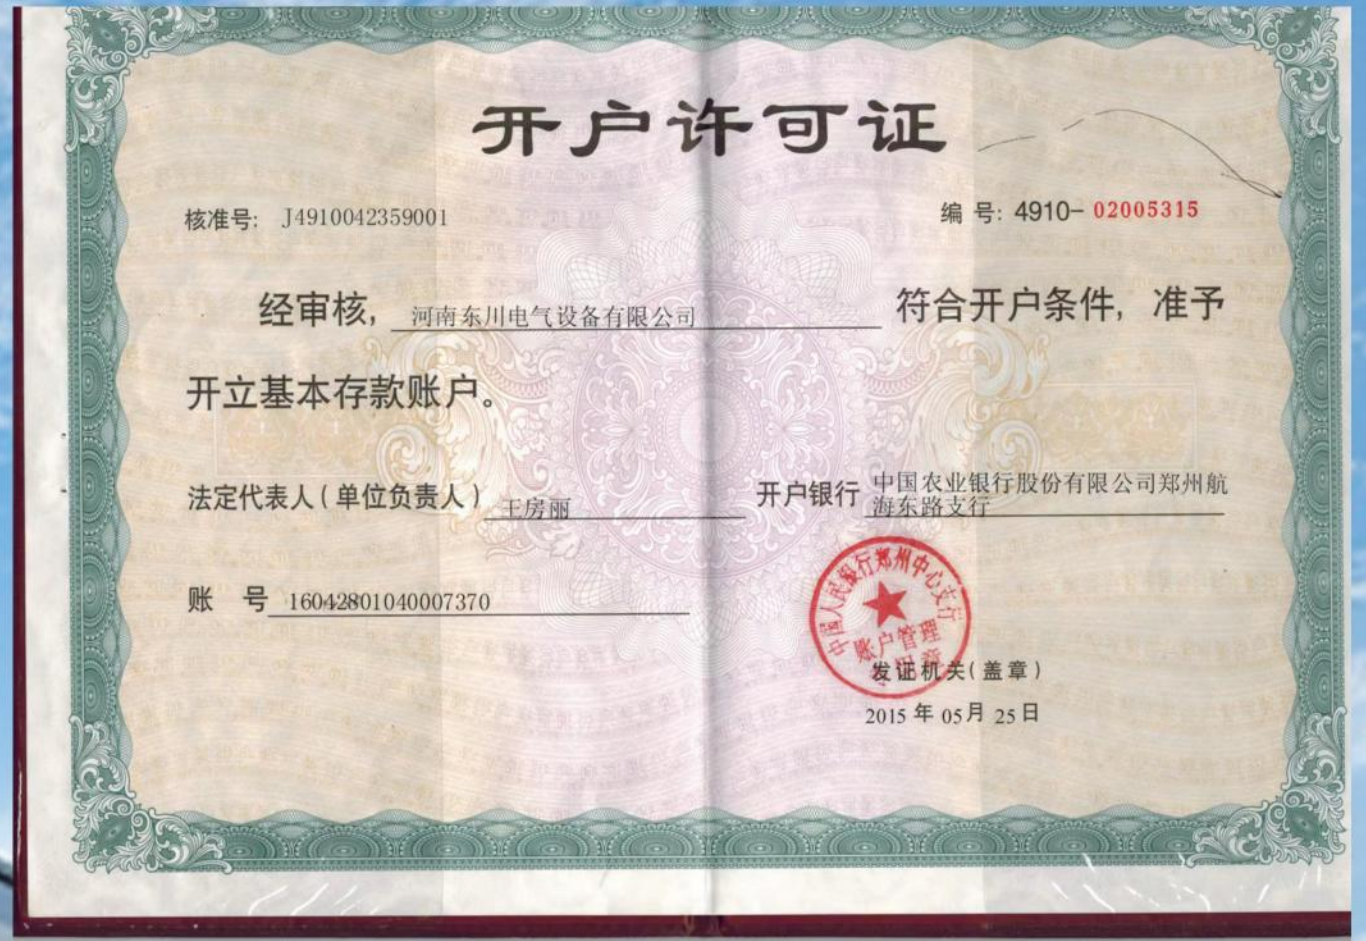 开户许可证
核准号: J4910042359001
编 号: 4910- 02005315
经审核, 河南东川电气设备有限公司 符合开户条件, 准予
开立基本存款账户。
法定代表人(单位负责人) 王房丽
开户银行 中国农业银行股份有限公司郑州航
海东路支行
账 号 16042801040007370
中国人民银行郑州中心支行
账户管理
发证机关(盖章)
2015 年 05 月 25 日